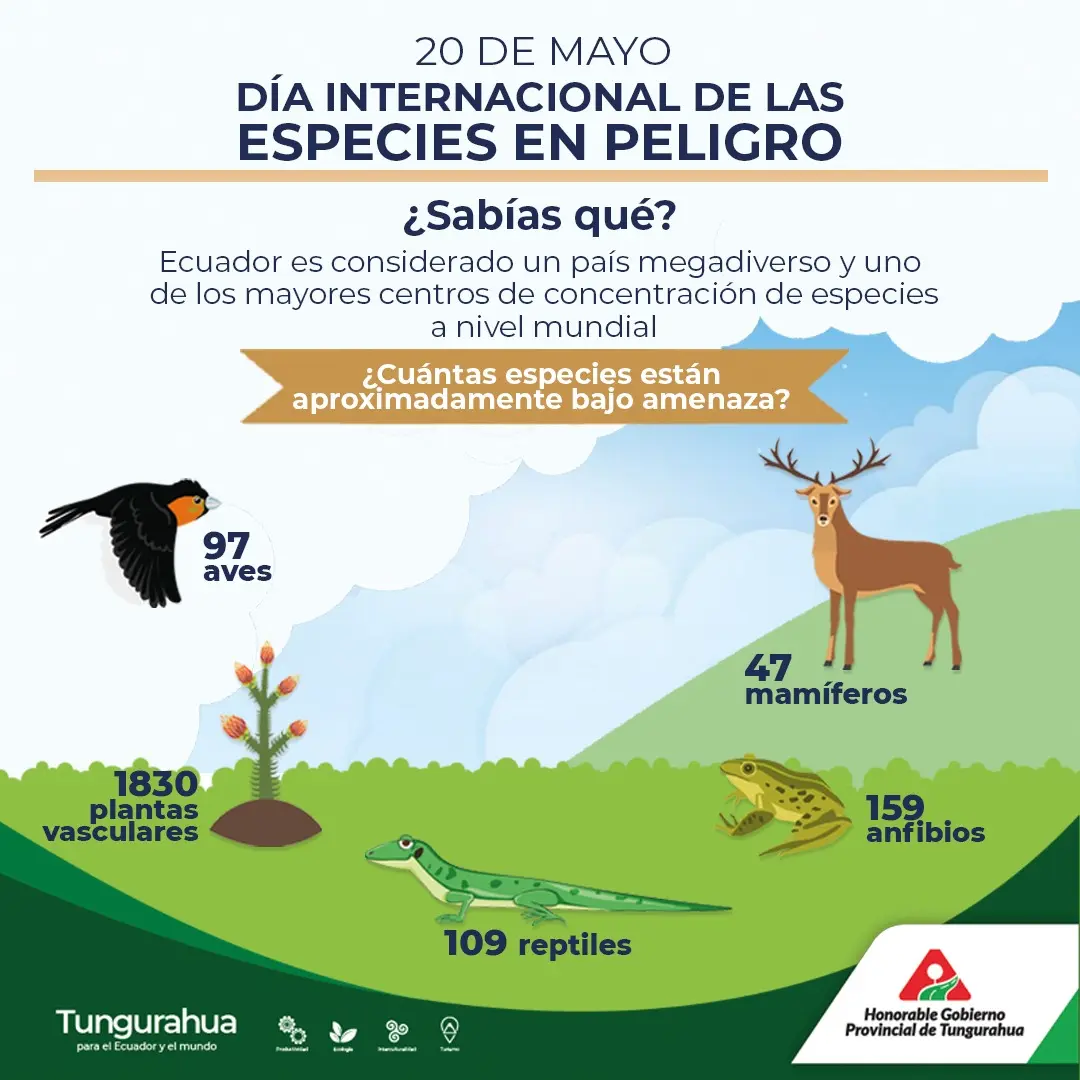 20 DE MAYO
DÍA INTERNACIONAL DE LAS
ESPECIES EN PELIGRO
¿Sabías qué?
Ecuador es considerado un país megadiverso y uno
de los mayores centros de concentración de especies
a nivel mundial
¿Cuántas especies están
aproximadamente bajo amenaza?
97
aves
47
mamíferos
1830
plantas
vasculares
159
anfibios
109 reptiles
Tungurahua
para el Ecuador y el mundo
Productividad
Ecología
Interculturalidad
Turismo
Honorable Gobierno
Provincial de Tungurahua